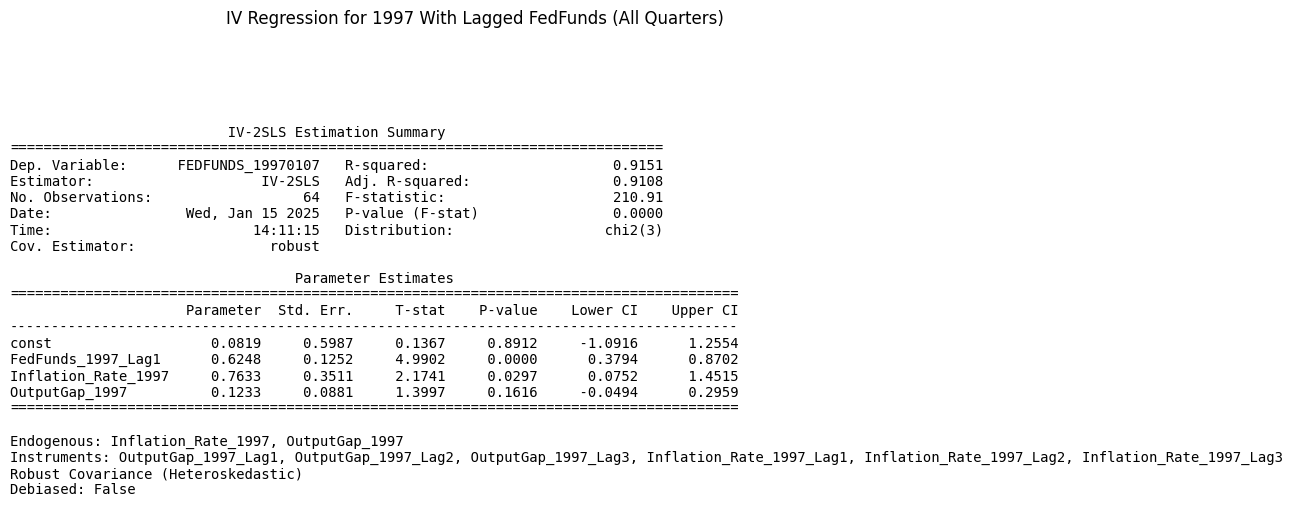 IV Regression for 1997 With Lagged FedFunds (All Quarters)
IV-2SLS Estimation Summary
==============================================================================
Dep. Variable:      FEDFUNDS_19970107   R-squared:                      0.9151
Estimator:                    IV-2SLS   Adj. R-squared:                 0.9108
No. Observations:                  64   F-statistic:                    210.91
Date:                Wed, Jan 15 2025   P-value (F-stat)                0.0000
Time:                        14:11:15   Distribution:                  chi2(3)
Cov. Estimator:                robust
Parameter Estimates
=======================================================================================
                     Parameter  Std. Err.     T-stat    P-value    Lower CI    Upper CI
---------------------------------------------------------------------------------------
const                   0.0819     0.5987     0.1367     0.8912     -1.0916      1.2554
FedFunds_1997_Lag1      0.6248     0.1252     4.9902     0.0000      0.3794      0.8702
Inflation_Rate_1997     0.7633     0.3511     2.1741     0.0297      0.0752      1.4515
OutputGap_1997          0.1233     0.0881     1.3997     0.1616     -0.0494      0.2959
=======================================================================================
Endogenous: Inflation_Rate_1997, OutputGap_1997
Instruments: OutputGap_1997_Lag1, OutputGap_1997_Lag2, OutputGap_1997_Lag3, Inflation_Rate_1997_Lag1, Inflation_Rate_1997_Lag2, Inflation_Rate_1997_Lag3
Robust Covariance (Heteroskedastic)
Debiased: False